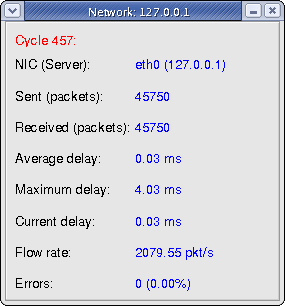 Network: 127.0.0.1
Cycle 457:
NIC (Server): eth0 (127.0.0.1)
Sent (packets): 45750
Received (packets): 45750
Average delay: 0.03 ms
Maximum delay: 4.03 ms
Current delay: 0.03 ms
Flow rate: 2079.55 pkt/s
Errors: 0 (0.00%)